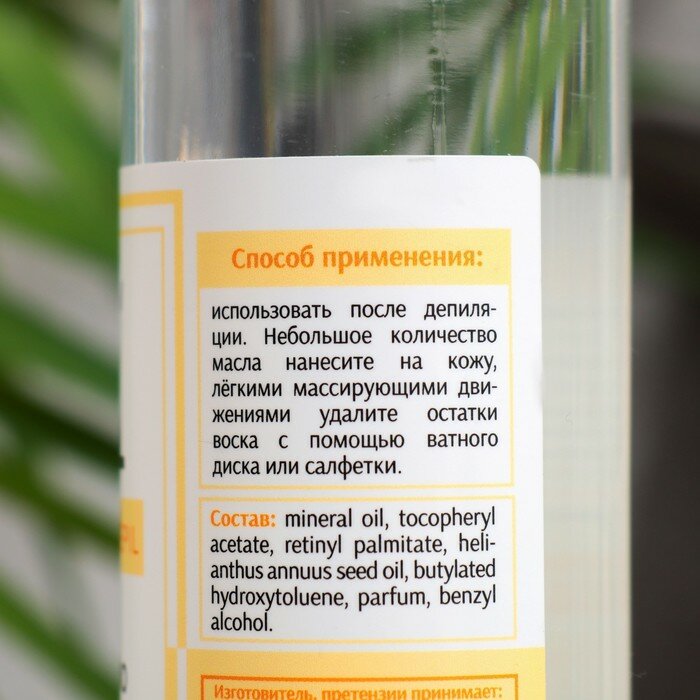 Способ применения:
использовать после депиля-
ции. Небольшое количество
масла нанесите на кожу,
лёгкими массирующими дви-
жениями удалите остатки
воска с помощью ватного
диска или салфетки.
Состав: mineral oil, tocopheryl
acetate, retinyl palmitate, heli-
anthus annuus seed oil, butylated
hydroxytoluene, parfum, benzyl
alcohol.
Изготовитель, претензии принимает: